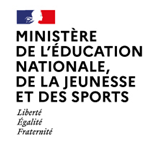 MINISTÈRE
DE L'ÉDUCATION
NATIONALE,
DE LA JEUNESSE
ET DES SPORTS
Liberté
Égalité
Fraternité